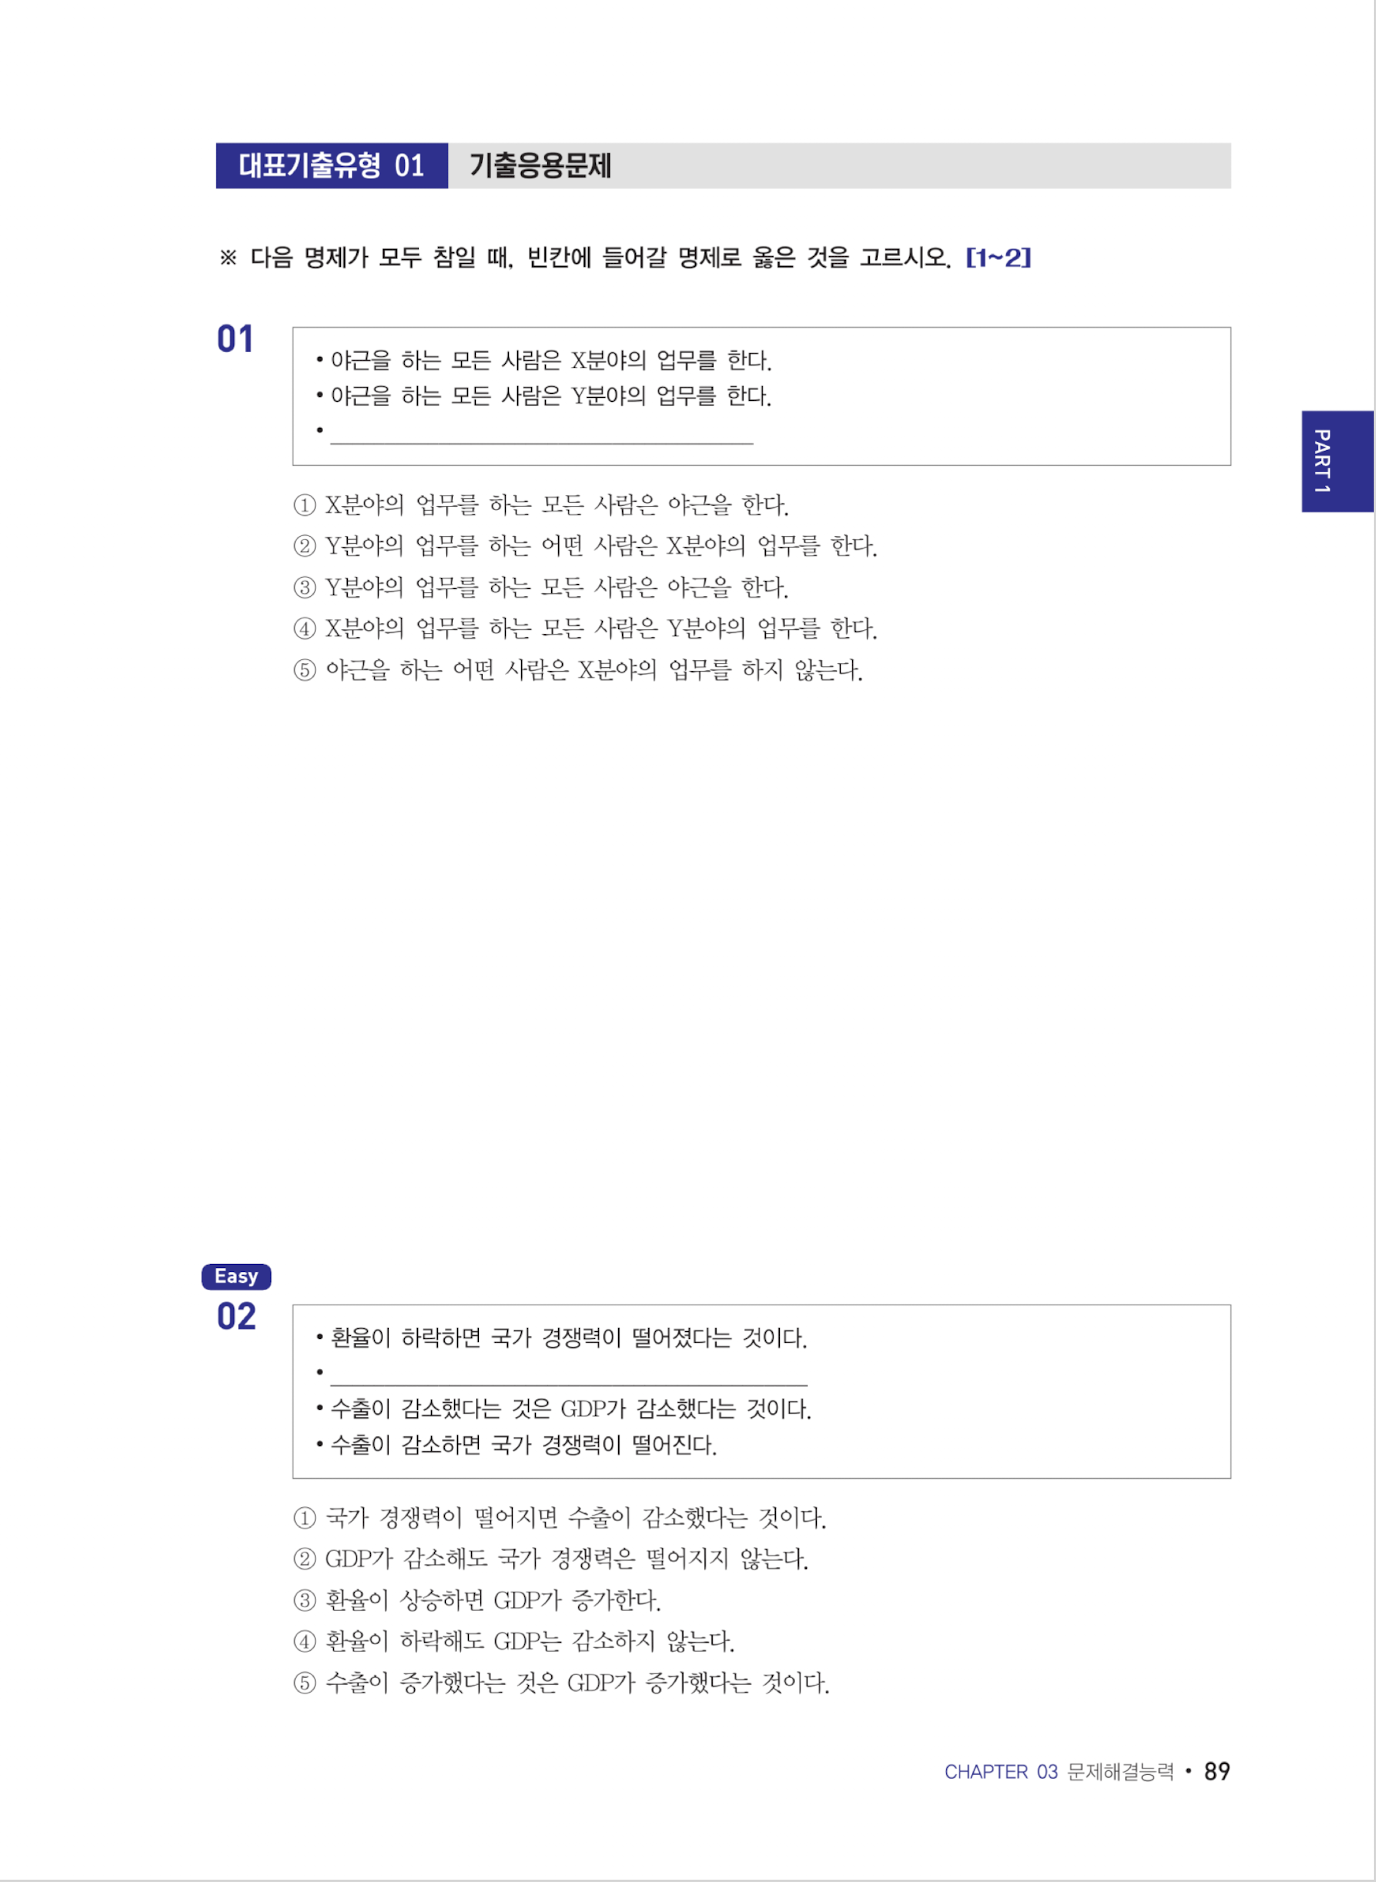 대표기출유형 01 기출응용문제
※ 다음 명제가 모두 참일 때, 빈칸에 들어갈 명제로 옳은 것을 고르시오. [1~2]
01
• 야근을 하는 모든 사람은 X분야의 업무를 한다.
• 야근을 하는 모든 사람은 Y분야의 업무를 한다.
•
① X분야의 업무를 하는 모든 사람은 야근을 한다.
② Y분야의 업무를 하는 어떤 사람은 X분야의 업무를 한다.
③ Y분야의 업무를 하는 모든 사람은 야근을 한다.
④ X분야의 업무를 하는 모든 사람은 Y분야의 업무를 한다.
⑤ 야근을 하는 어떤 사람은 X분야의 업무를 하지 않는다.
PART 1
Easy
02
• 환율이 하락하면 국가 경쟁력이 떨어졌다는 것이다.
•
• 수출이 감소했다는 것은 GDP가 감소했다는 것이다.
• 수출이 감소하면 국가 경쟁력이 떨어진다.
① 국가 경쟁력이 떨어지면 수출이 감소했다는 것이다.
② GDP가 감소해도 국가 경쟁력은 떨어지지 않는다.
③ 환율이 상승하면 GDP가 증가한다.
④ 환율이 하락해도 GDP는 감소하지 않는다.
⑤ 수출이 증가했다는 것은 GDP가 증가했다는 것이다.
CHAPTER 03 문제해결능력 • 89